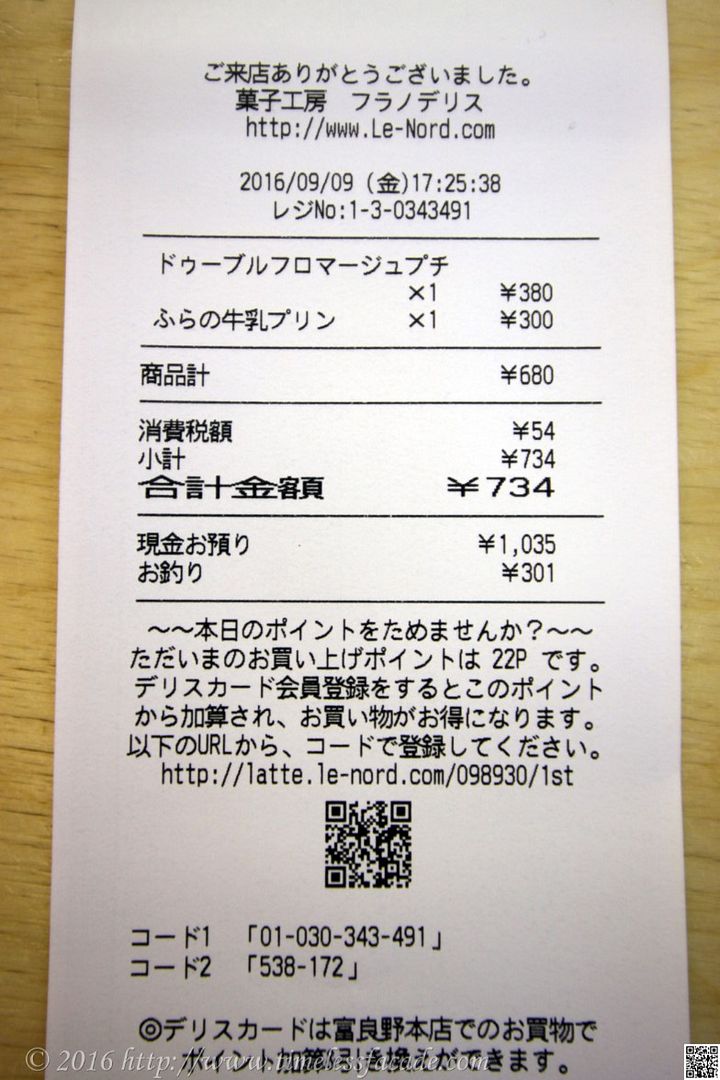 ご来店ありがとうございました。
菓子工房 フラノデリス
http://www.Le-Nord.com
2016/09/09 (金)17:25:38
レジNo:1-3-0343491
ドゥーブルフロマージュプチ
×1 ¥380
ふらの牛乳プリン ×1 ¥300
商品計 ¥680
消費税額 ¥54
小計 ¥734
合計金額 ¥734
現金お預り ¥1,035
お釣り ¥301
~~本日のポイントをためませんか?~~
ただいまのお買い上げポイントは 22P です。
デリスカード会員登録をするとこのポイント
から加算され、お買い物がお得になります。
以下のURLから、コードで登録してください。
http://latte.le-nord.com/098930/1st
コード1 「01-030-343-491」
コード2 「538-172」
◎デリスカードは富良野本店でのお買物で
ができます。
© 2016 http://www.timelessfacade.com